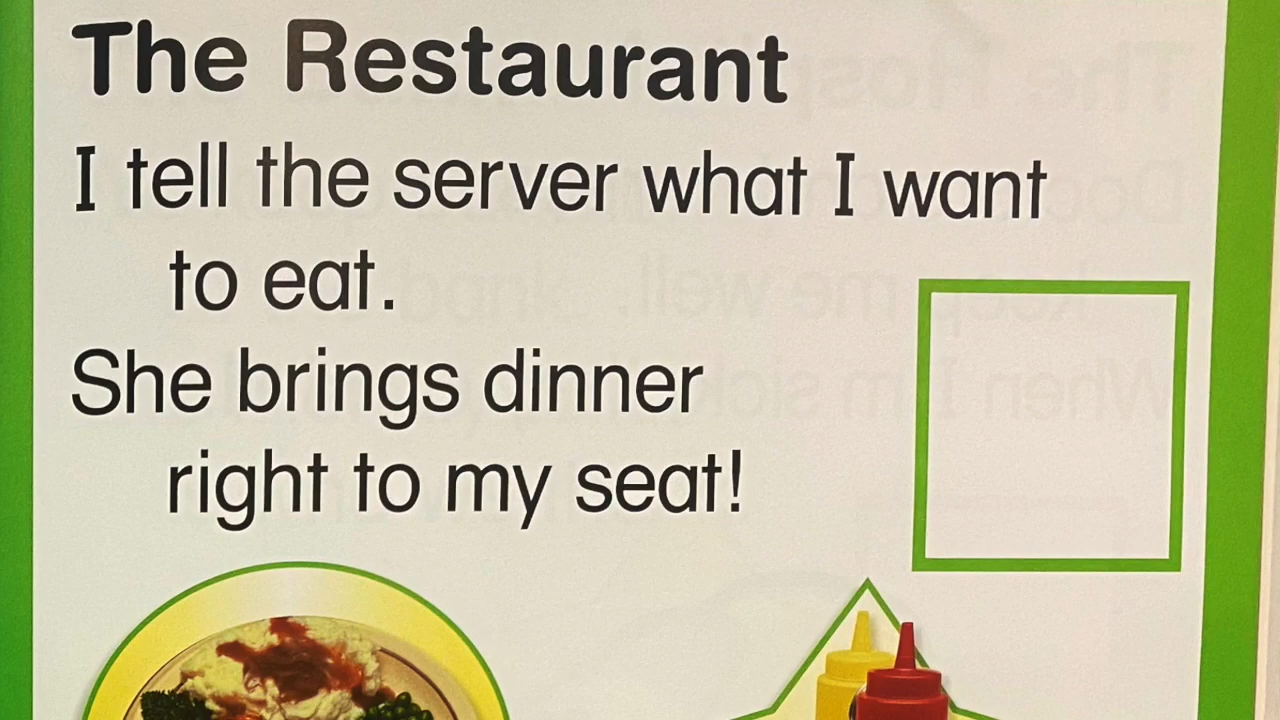 The Restaurant
I tell the server what I want
to eat.
She brings dinner
right to my seat!